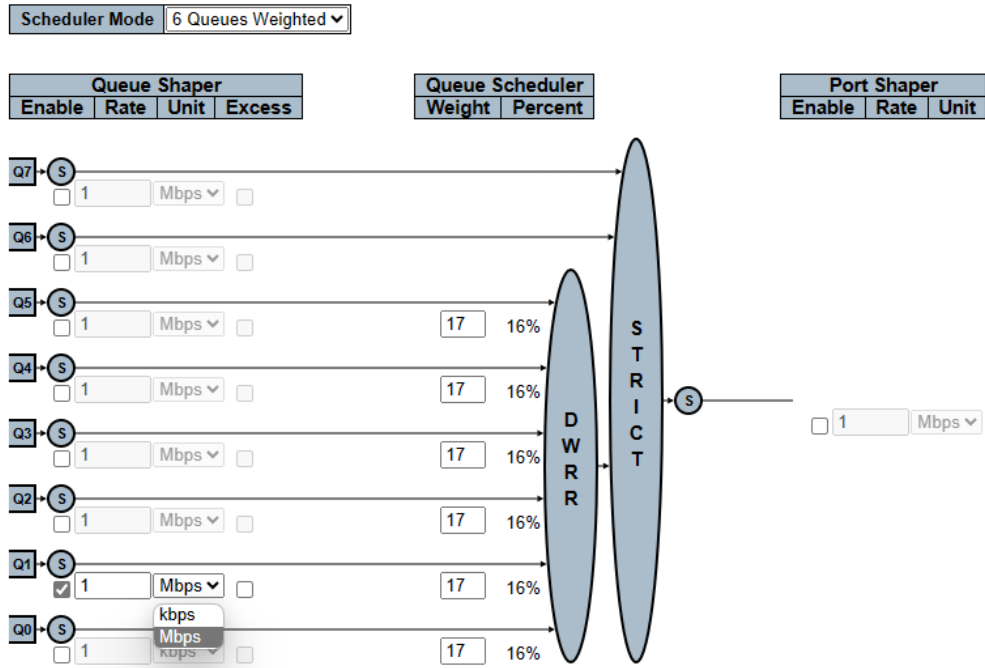 Scheduler Mode 6 Queues Weighted
Queue Shaper Queue Scheduler Port Shaper
Enable Rate Unit Excess Weight Percent Enable Rate Unit
Q7 S
1 Mbps
Q6 S
1 Mbps
Q5 S
1 Mbps 17 16%
Q4 S
1 Mbps 17 16%
Q3 S
1 Mbps 17 16%
Q2 S
1 Mbps 17 16%
Q1 S
1 Mbps 17 16%
kbps
Mbps
Q0 S
1 kbps 17 16%
DWRR
STRICT
S
1 Mbps